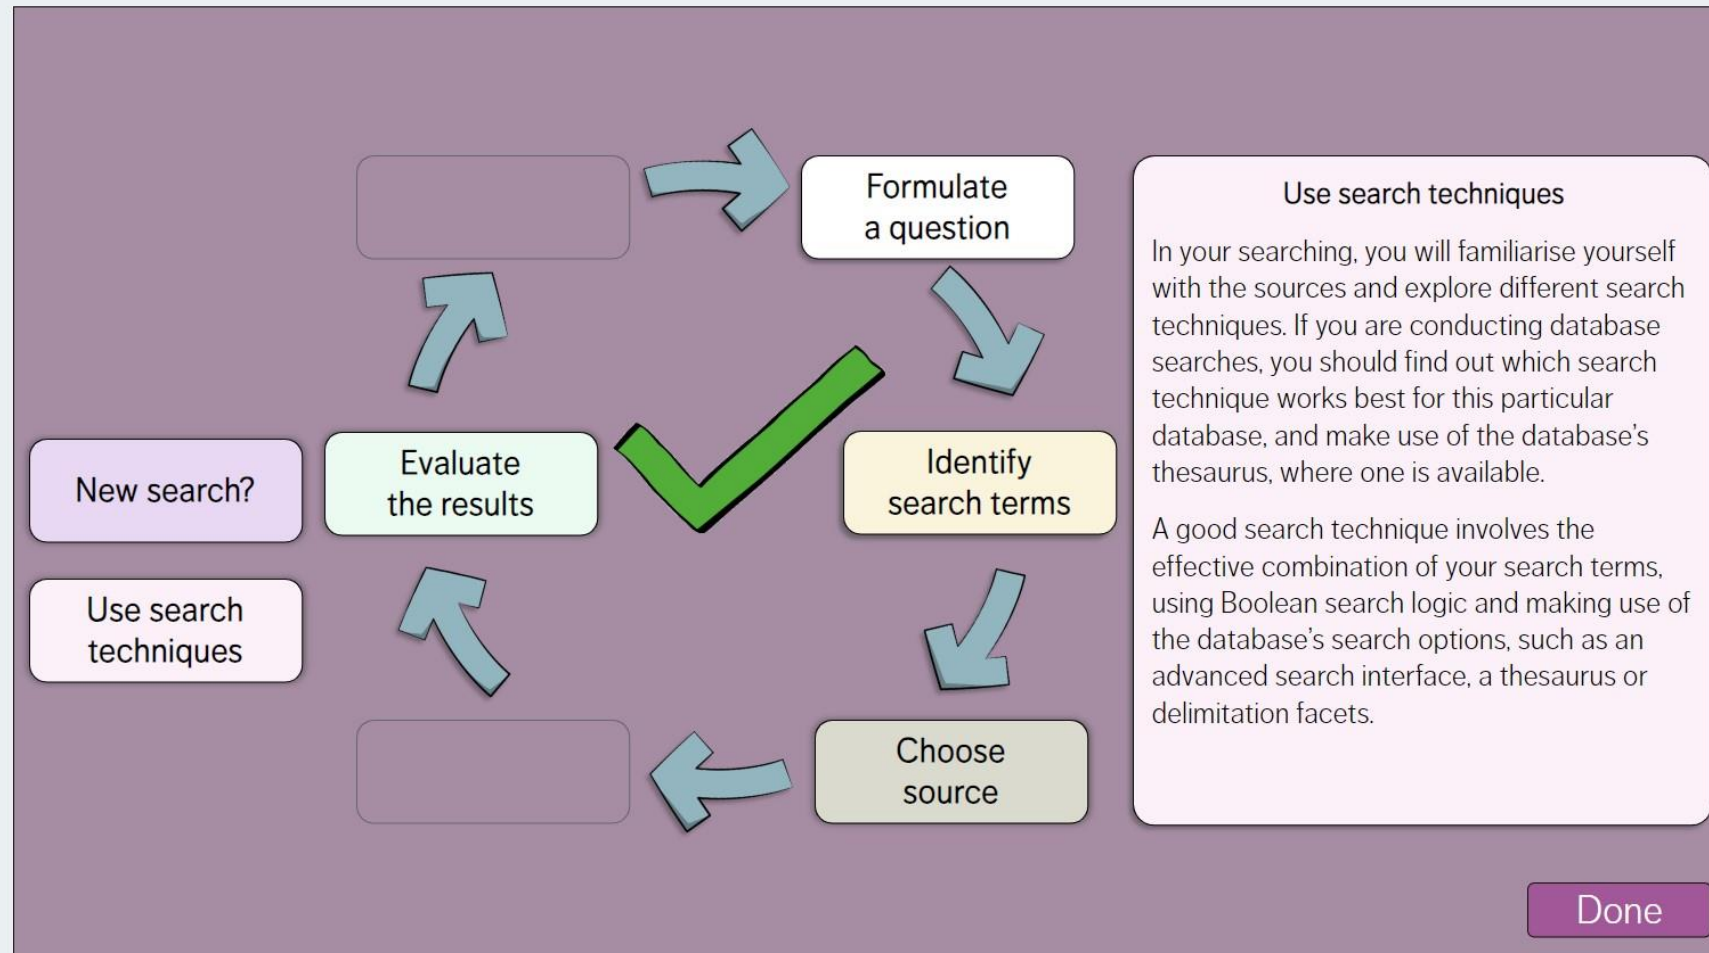 Formulate
a question
New search?
Evaluate
the results
Identify
search terms
Use search
techniques
Choose
source
Use search techniques
In your searching, you will familiarise yourself
with the sources and explore different search
techniques. If you are conducting database
searches, you should find out which search
technique works best for this particular
database, and make use of the database's
thesaurus, where one is available.
A good search technique involves the
effective combination of your search terms,
using Boolean search logic and making use of
the database's search options, such as an
advanced search interface, a thesaurus or
delimitation facets.
Done